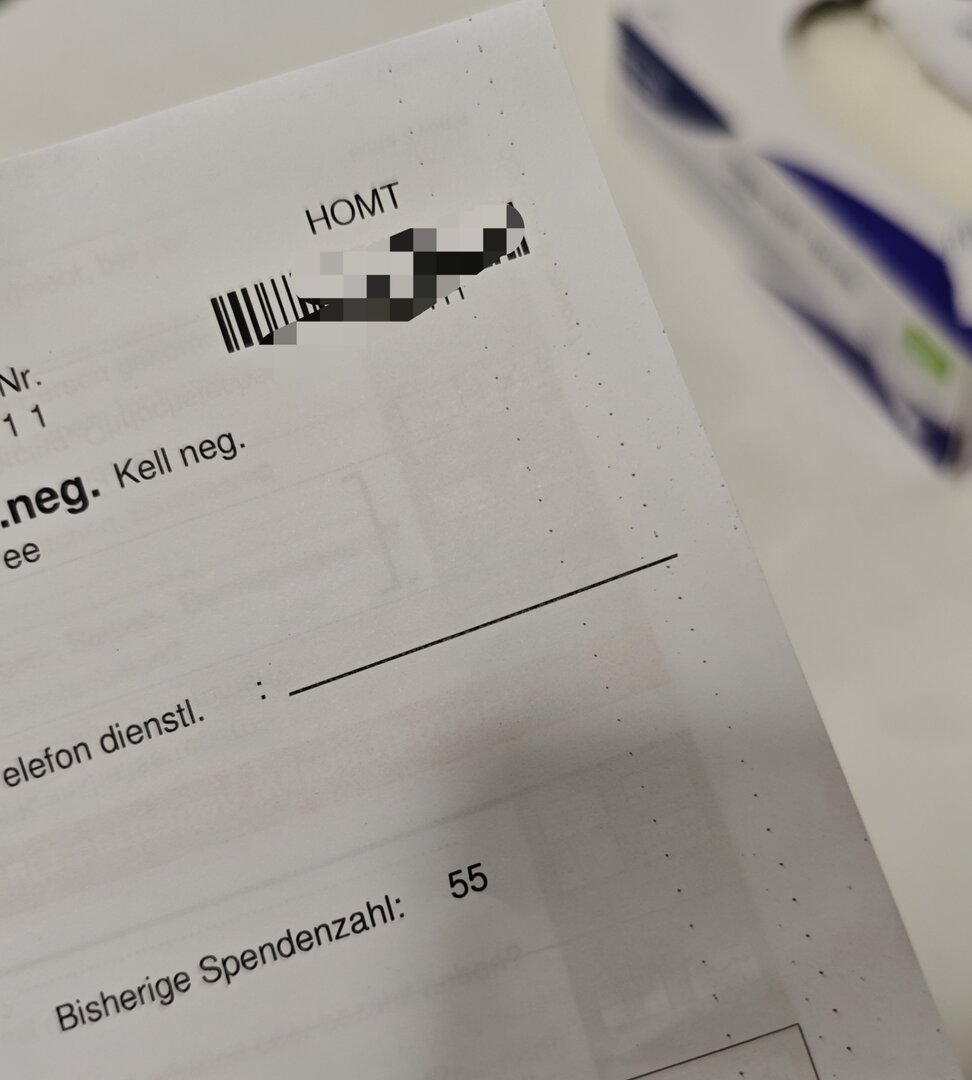 HOMT
Nr.
1 1
.neg. Kell neg.
ee
elefon dienstl. :
Bisherige Spendenzahl: 55